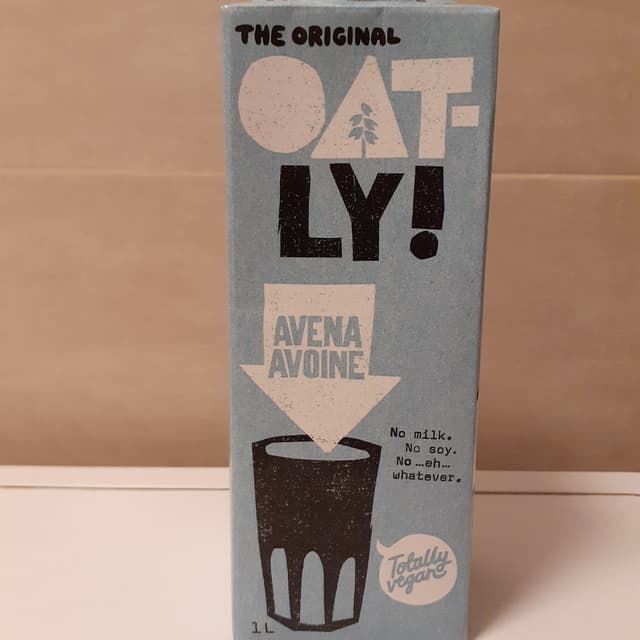 THE ORIGINAL
OAT-
LY!
AVENA
AVOINE
No milk.
No soy.
No ...eh...
whatever.
Totally
vegan
1L